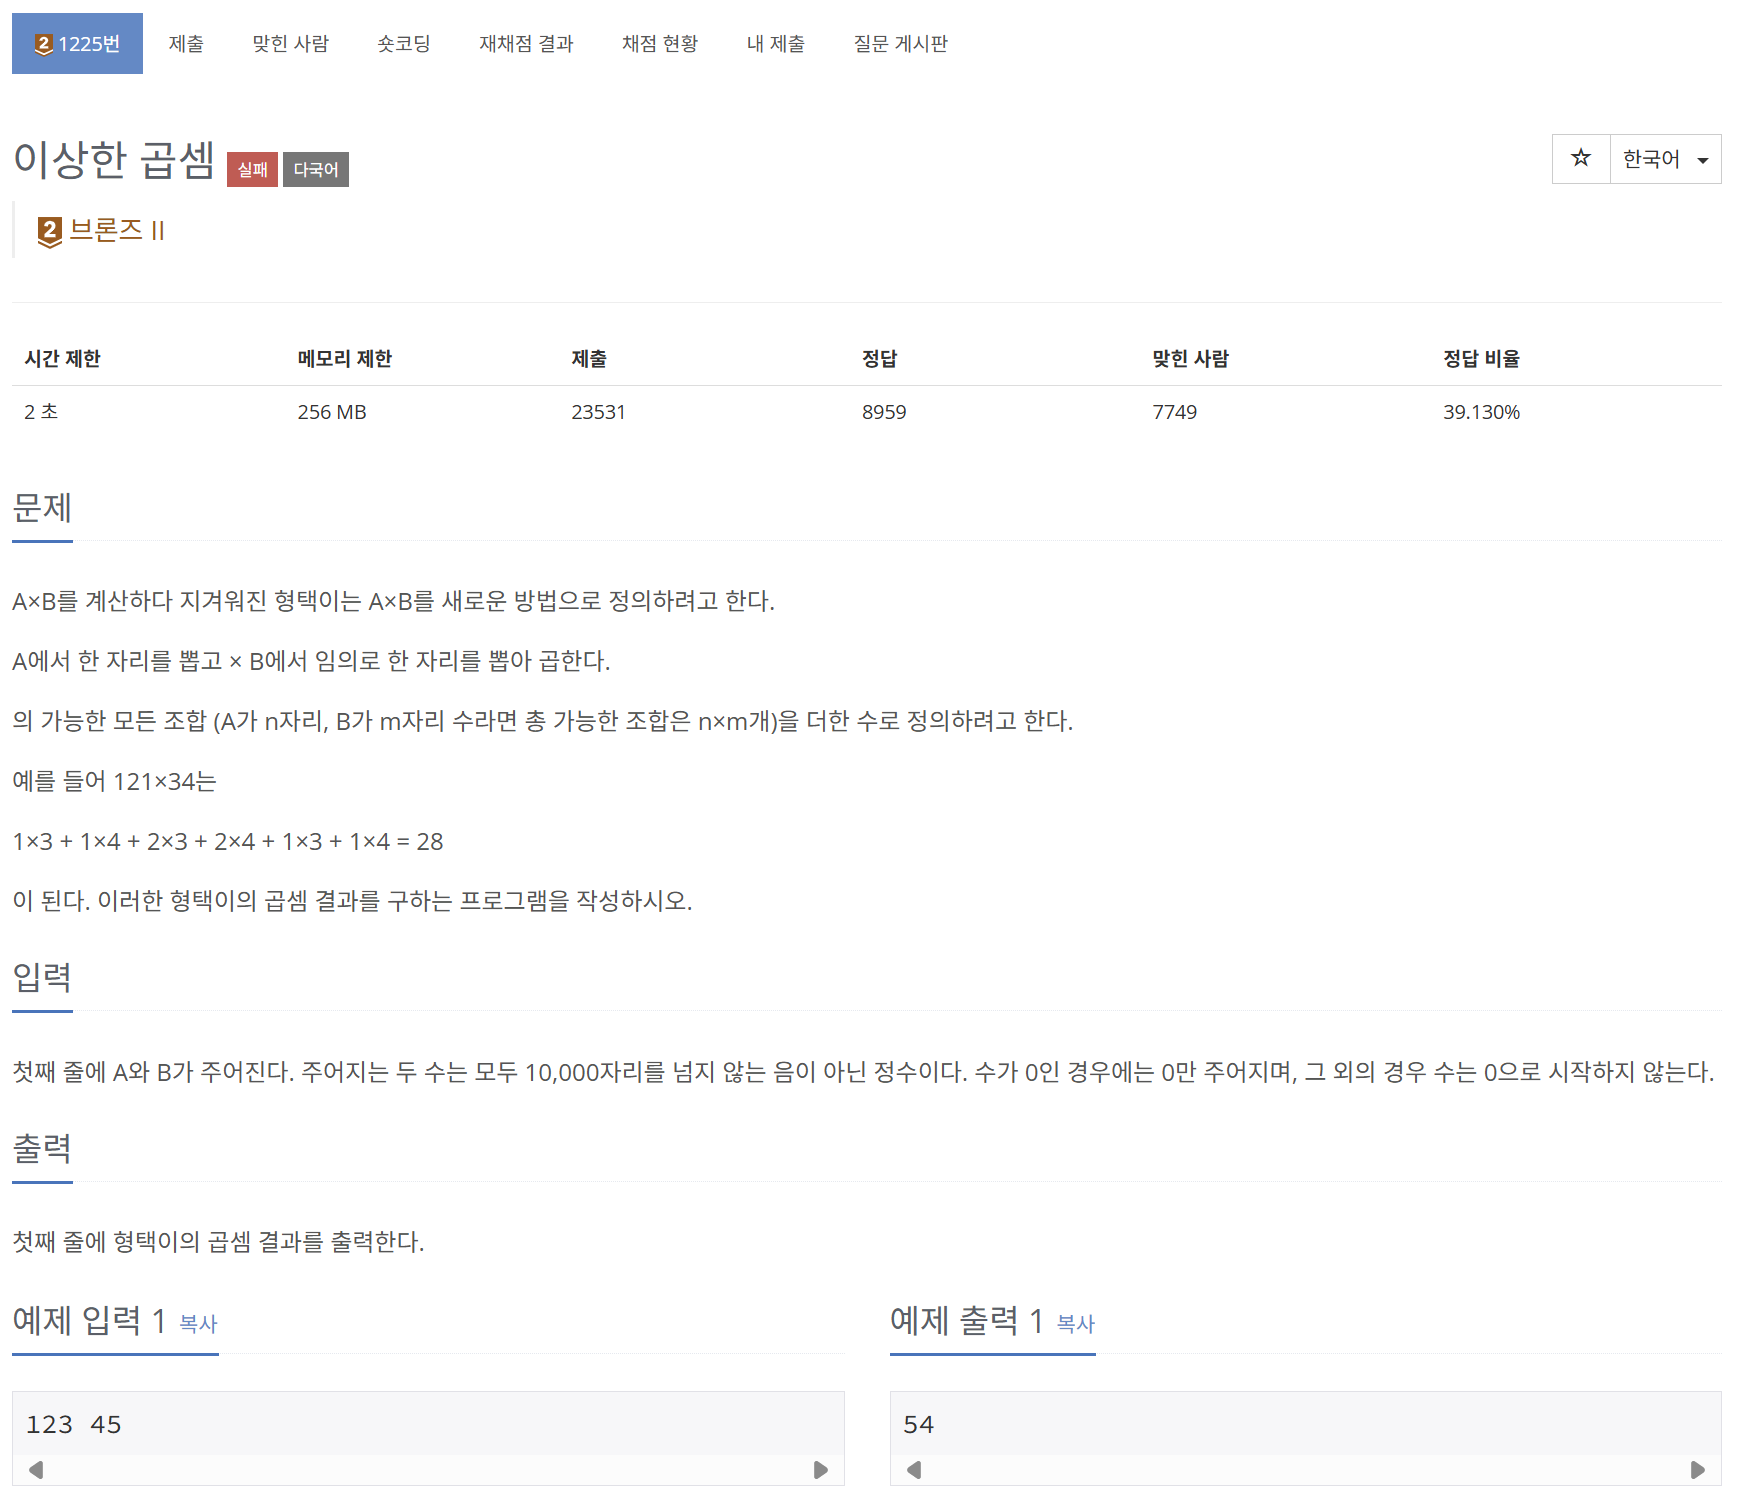 2 1225번 제출 맞힌 사람 숏코딩 재채점 결과 채점 현황 내 제출 질문 게시판
이상한 곱셈 실패 다국어 ☆ 한국어
2 브론즈 II
시간 제한 메모리 제한 제출 정답 맞힌 사람 정답 비율
2 초 256 MB 23531 8959 7749 39.130%
문제
A×B를 계산하다 지겨워진 형택이는 A×B를 새로운 방법으로 정의하려고 한다.
A에서 한 자리를 뽑고 × B에서 임의로 한 자리를 뽑아 곱한다.
의 가능한 모든 조합 (A가 n자리, B가 m자리 수라면 총 가능한 조합은 n×m개)을 더한 수로 정의하려고 한다.
예를 들어 121×34는
1×3 + 1×4 + 2×3 + 2×4 + 1×3 + 1×4 = 28
이 된다. 이러한 형택이의 곱셈 결과를 구하는 프로그램을 작성하시오.
입력
첫째 줄에 A와 B가 주어진다. 주어지는 두 수는 모두 10,000자리를 넘지 않는 음이 아닌 정수이다. 수가 0인 경우에는 0만 주어지며, 그 외의 경우 수는 0으로 시작하지 않는다.
출력
첫째 줄에 형택이의 곱셈 결과를 출력한다.
예제 입력 1 복사
123 45
예제 출력 1 복사
54